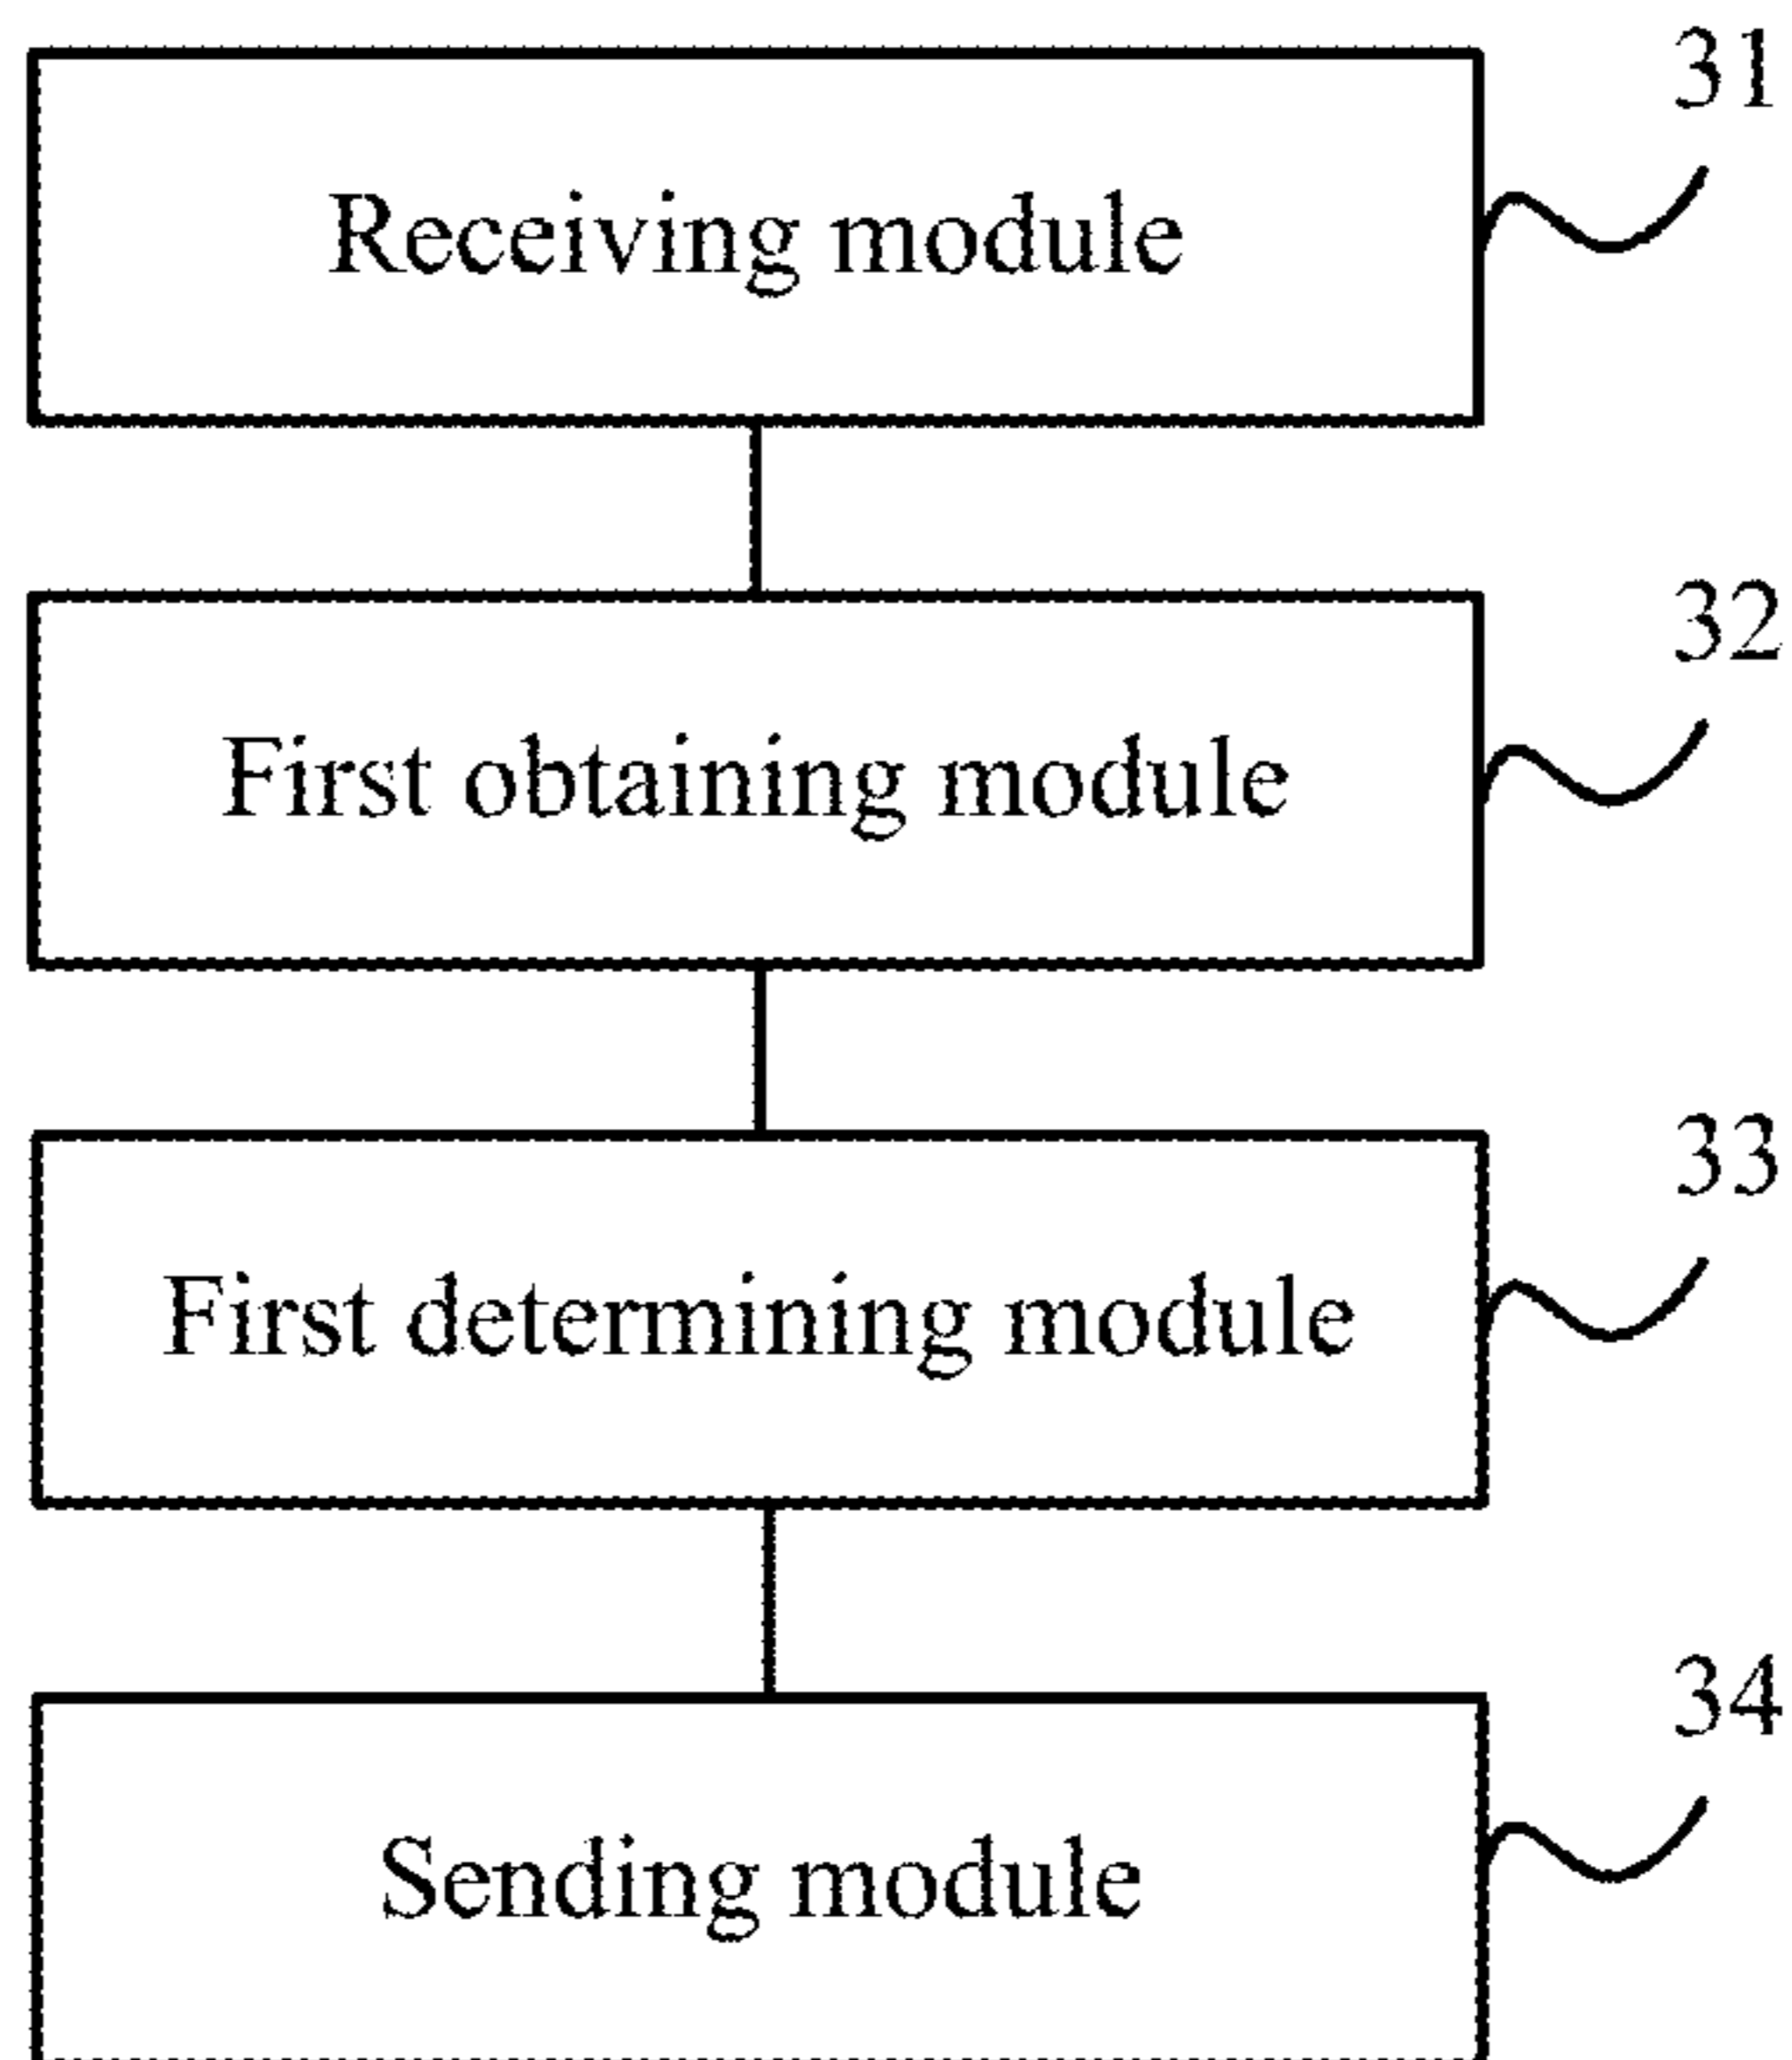 31
Receiving module
32
First obtaining module
33
First determining module
34
Sending module